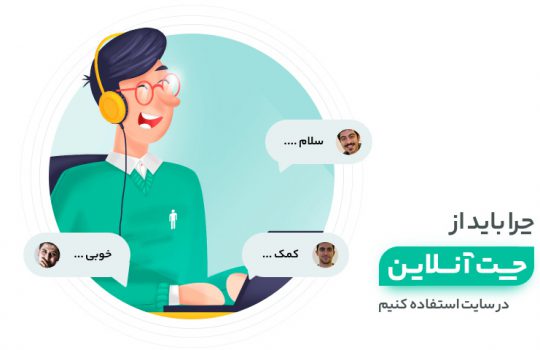 سلام ....
کمک ...
خوبی ...
چرا باید از
چت آنلاین
در سایت استفاده کنیم